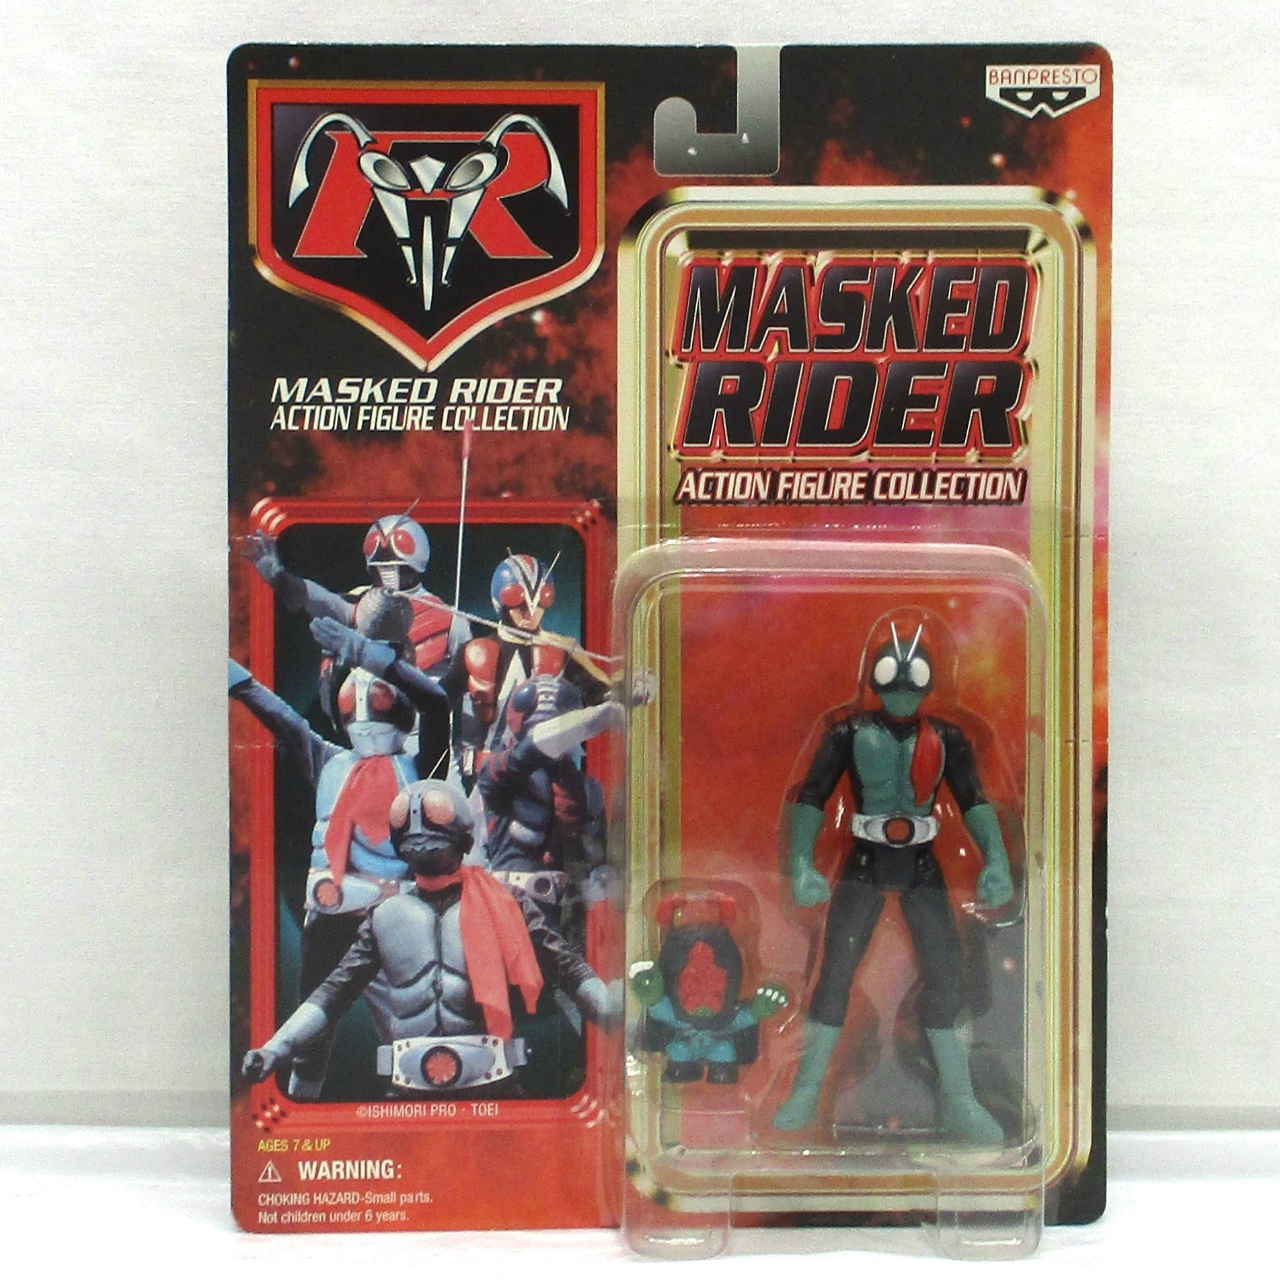 BANPRESTO
R
MASKED RIDER
ACTION FIGURE COLLECTION
MASKED
RIDER
ACTION FIGURE COLLECTION
©ISHIMORI PRO · TOEI
AGES 7 & UP
WARNING:
CHOKING HAZARD-Small parts.
Not children under 6 years.